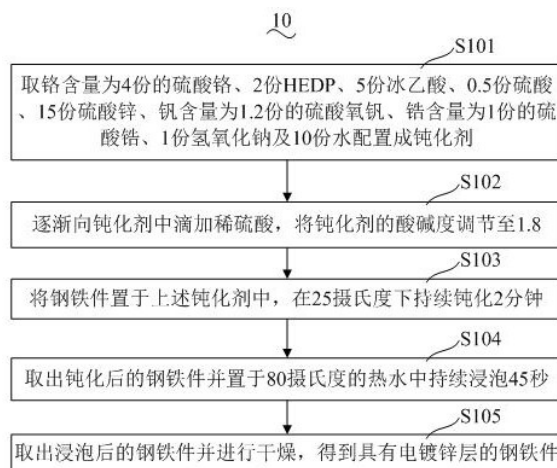 10
S101
取铬含量为4份的硫酸铬、2份HEDP、5份冰乙酸、0.5份硫酸
、15份硫酸锌、钒含量为1.2份的硫酸氧钒、锆含量为1份的硫
酸锆、1份氢氧化钠及10份水配置成钝化剂
S102
逐渐向钝化剂中滴加稀硫酸，将钝化剂的酸碱度调节至1.8
S103
将钢铁件置于上述钝化剂中，在25摄氏度下持续钝化2分钟
S104
取出钝化后的钢铁件并置于80摄氏度的热水中持续浸泡45秒
S105
取出浸泡后的钢铁件并进行干燥，得到具有电镀锌层的钢铁件